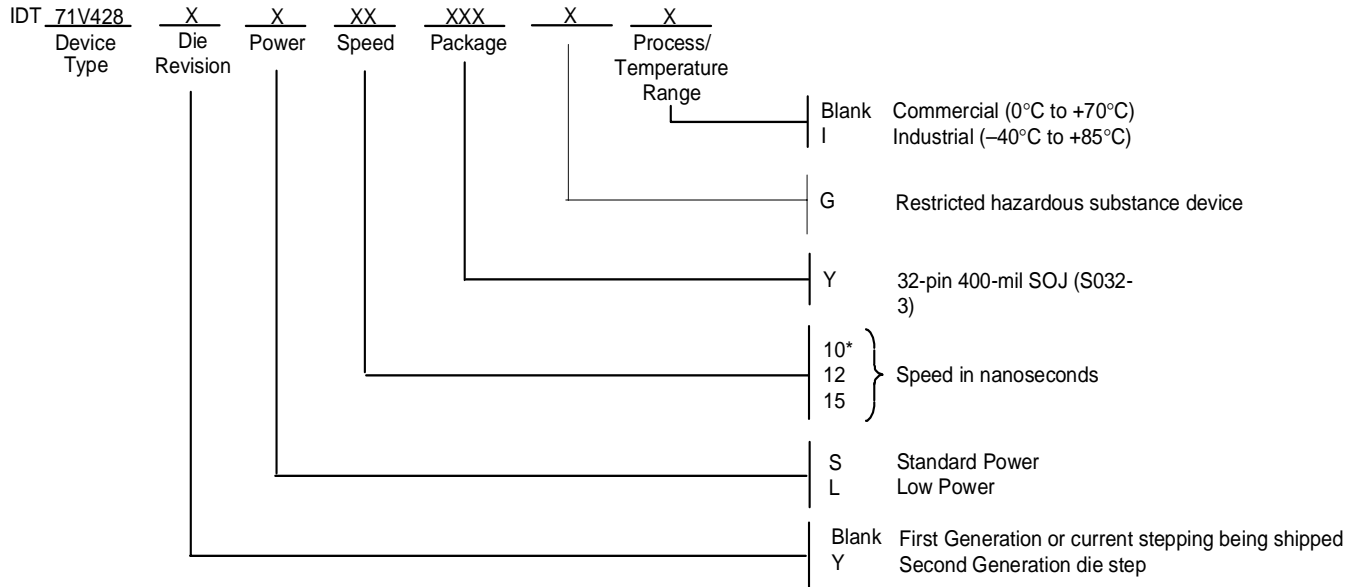 IDT 71V428 X X XX XXX X X
Device Type
Die Revision
Power
Speed
Package
Process/ Temperature Range
Blank Commercial (0°C to +70°C)
I Industrial (–40°C to +85°C)
G Restricted hazardous substance device
Y 32-pin 400-mil SOJ (S032-
3)
10*
12 Speed in nanoseconds
15
S Standard Power
L Low Power
Blank First Generation or current stepping being shipped
Y Second Generation die step